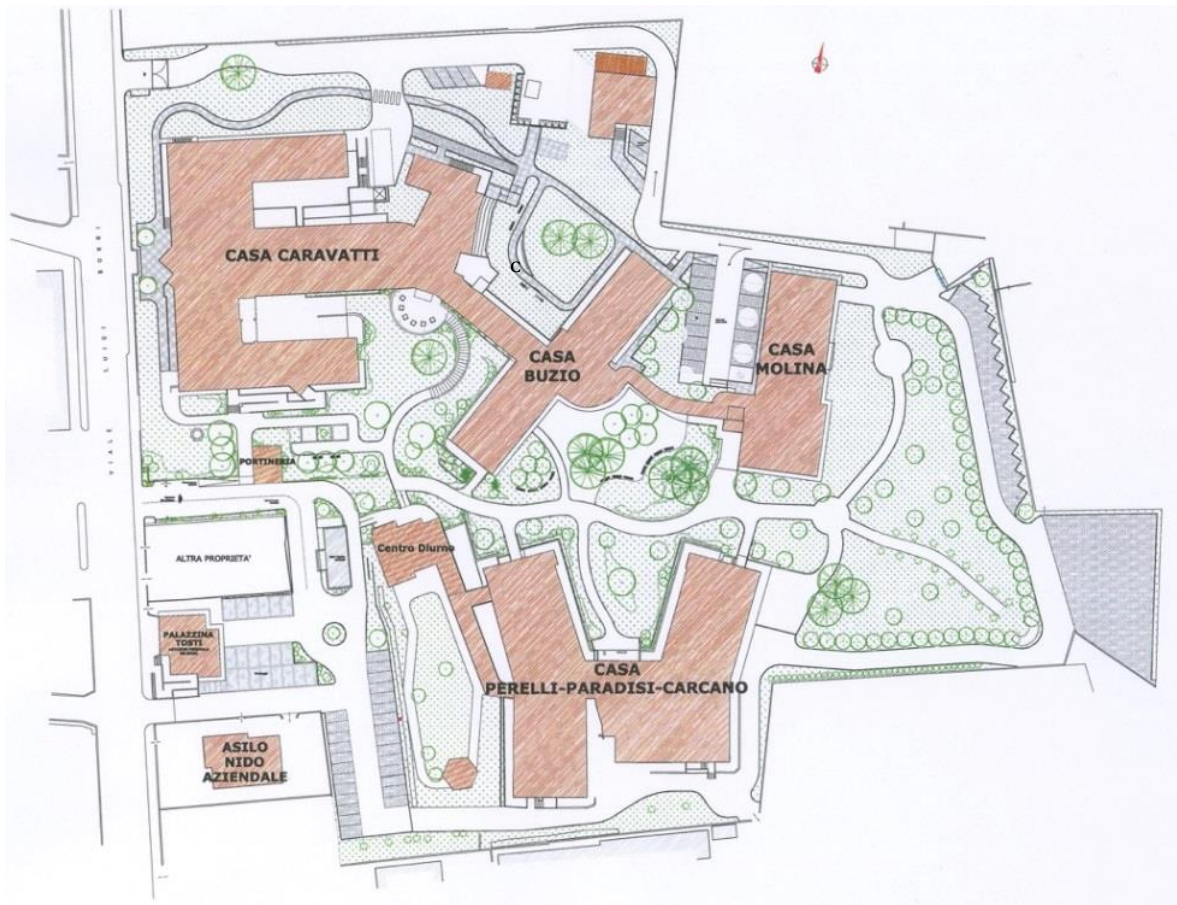 CASA CARAVATTI
C
CASA
BUZIO
CASA
MOLINA
VIALE LUIGI BORRI
PORTINERIA
Centro Diurno
ALTRA PROPRIETA'
PALAZZINA
TOSTI
CASA
PERELLI-PARADISI-CARCANO
ASILO
NIDO
AZIENDALE